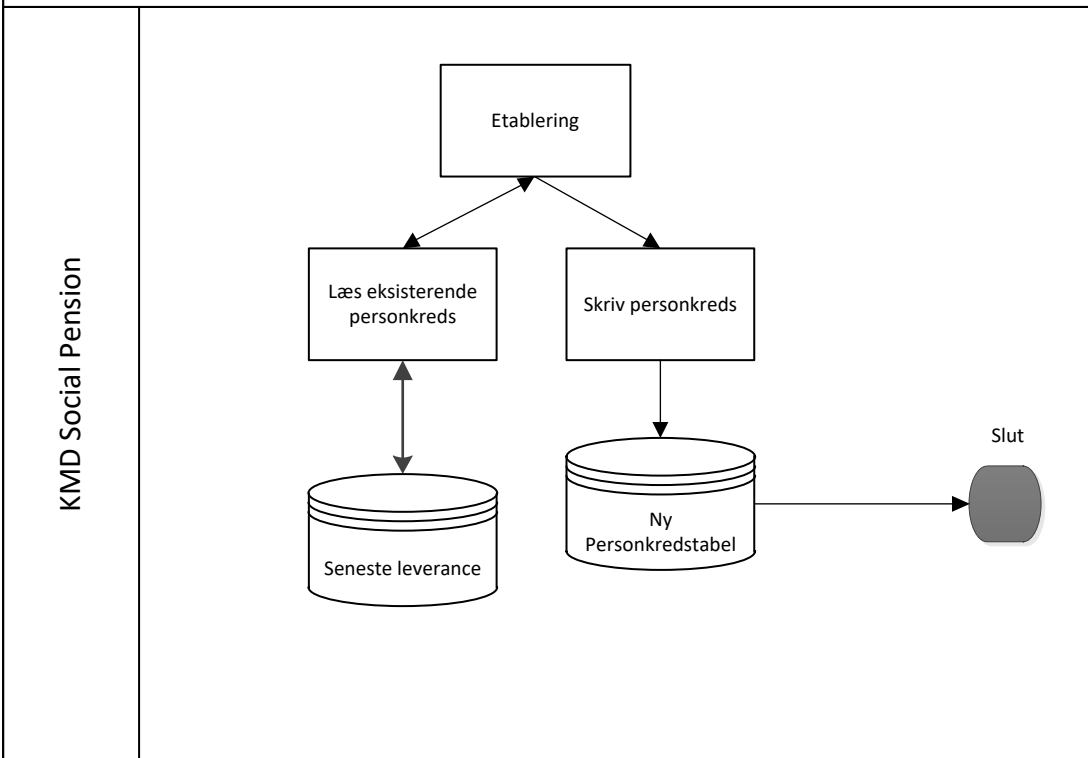 KMD Social Pension
Etablering
Læs eksisterende
personkreds
Skriv personkreds
Seneste leverance
Ny
Personkredstabel
Slut